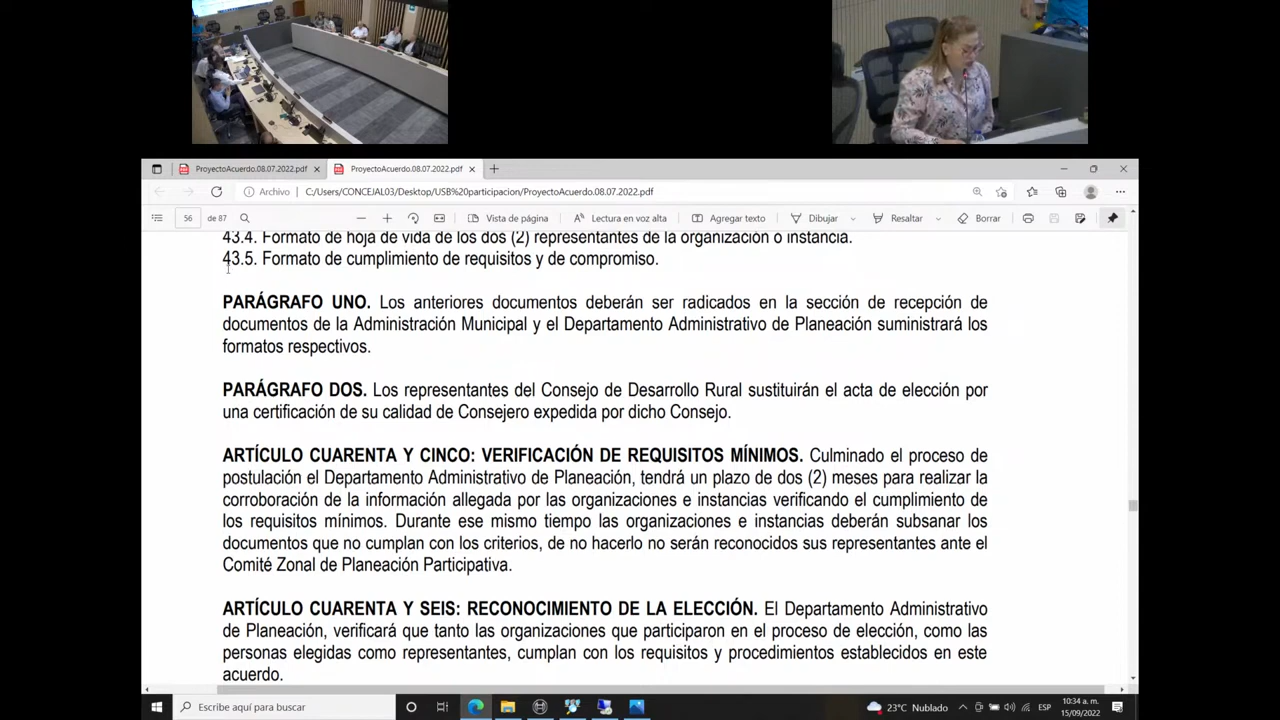 ProyectoAcuerdo.08.07.2022.pdf
ProyectoAcuerdo.08.07.2022.pdf
Archivo
C:/Users/CONCEJAL03/Desktop/USB%20participacion/ProyectoAcuerdo.08.07.2022.pdf
56 de 87
Vista de página
Lectura en voz alta
Agregar texto
Dibujar
Resaltar
Borrar
43.4. Formato de hoja de vida de los dos (2) representantes de la organización o instancia.
43.5. Formato de cumplimiento de requisitos y de compromiso.
PARÁGRAFO UNO. Los anteriores documentos deberán ser radicados en la sección de recepción de
documentos de la Administración Municipal y el Departamento Administrativo de Planeación suministrará los
formatos respectivos.
PARÁGRAFO DOS. Los representantes del Consejo de Desarrollo Rural sustituirán el acta de elección por
una certificación de su calidad de Consejero expedida por dicho Consejo.
ARTÍCULO CUARENTA Y CINCO: VERIFICACIÓN DE REQUISITOS MÍNIMOS. Culminado el proceso de
postulación el Departamento Administrativo de Planeación, tendrá un plazo de dos (2) meses para realizar la
corroboración de la información allegada por las organizaciones e instancias verificando el cumplimiento de
los requisitos mínimos. Durante ese mismo tiempo las organizaciones e instancias deberán subsanar los
documentos que no cumplan con los criterios, de no hacerlo no serán reconocidos sus representantes ante el
Comité Zonal de Planeación Participativa.
ARTÍCULO CUARENTA Y SEIS: RECONOCIMIENTO DE LA ELECCIÓN. El Departamento Administrativo
de Planeación, verificará que tanto las organizaciones que participaron en el proceso de elección, como las
personas elegidas como representantes, cumplan con los requisitos y procedimientos establecidos en este
acuerdo.
Escribe aquí para buscar
23°C Nublado
ESP
10:34 a. m.
15/09/2022